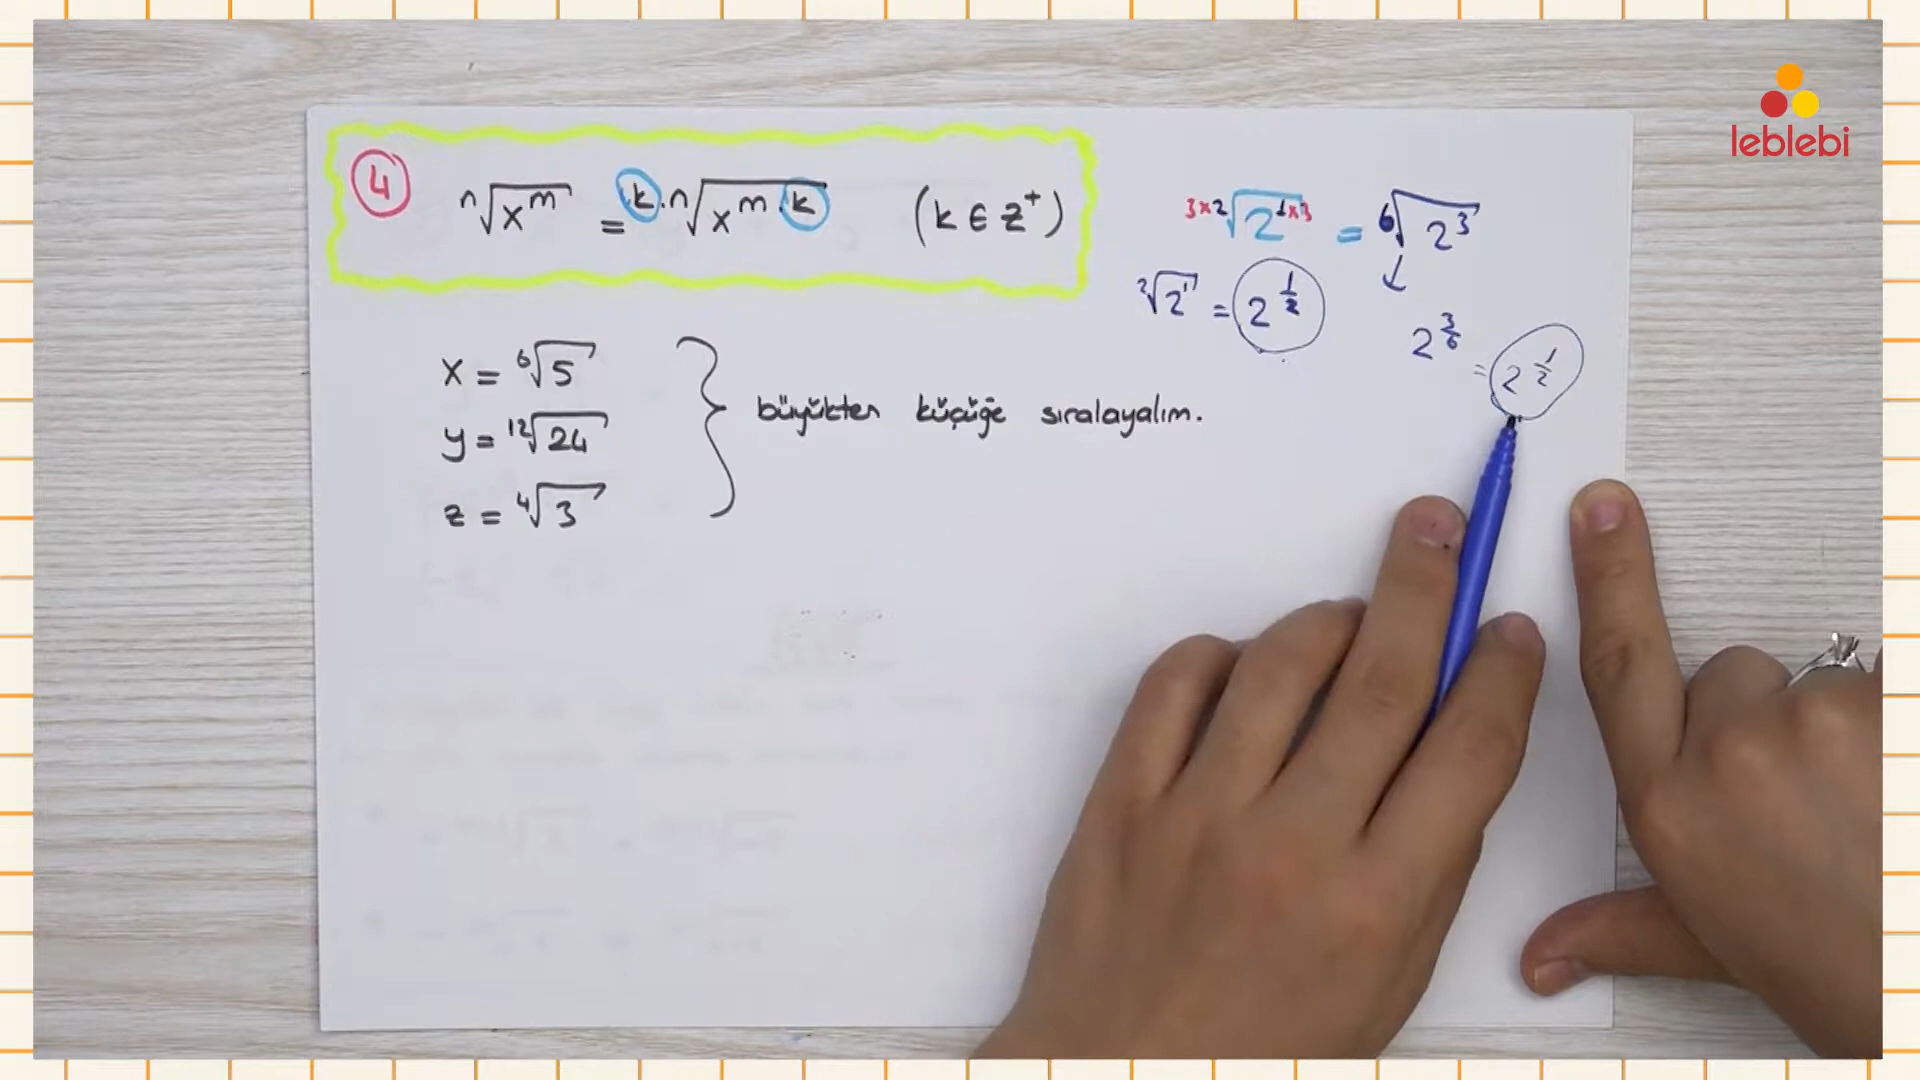 leblebi
4 ⁿ√xᵐ = ᵏ·ⁿ√xᵐ·ᵏ (k ∈ z⁺)
³ˣ²√2¹ˣ³ = ⁶√2³
²√2¹ = 2^(1/2)
2^(3/6) = 2^(1/2)
x = ⁶√5
y = ¹²√24
z = ⁴√3
büyükten küçüğe sıralayalım.